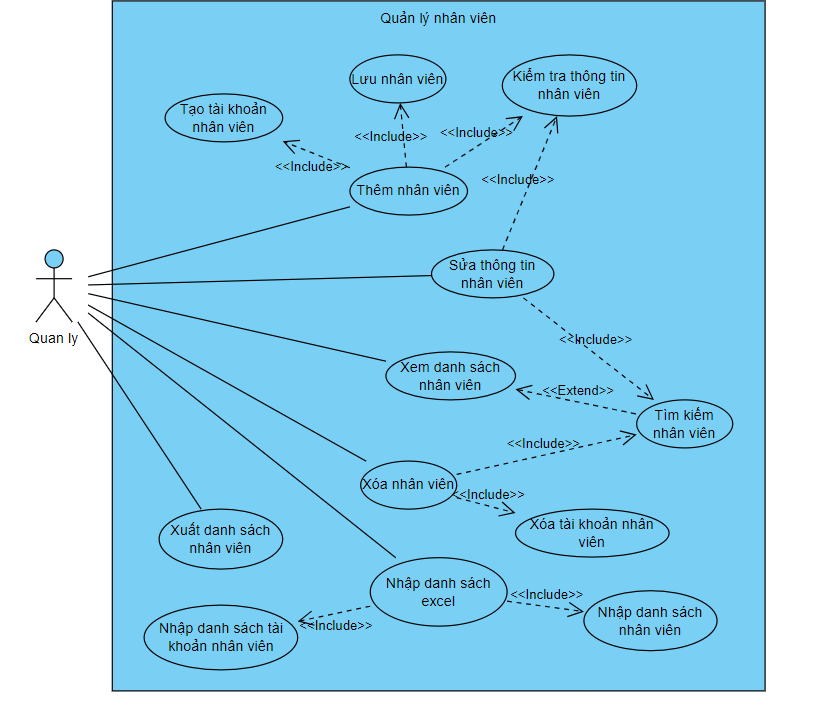 Quản lý nhân viên
Lưu nhân viên
Kiểm tra thông tin
nhân viên
Tạo tài khoản
nhân viên
<<Include>>
<<Include>>
<<Include>>
<<Include>>
Thêm nhân viên
Sửa thông tin
nhân viên
Quan ly
<<Include>>
Xem danh sách
nhân viên
<<Extend>>
Tìm kiếm
nhân viên
<<Include>>
Xóa nhân viên
<<Include>>
Xuất danh sách
nhân viên
Xóa tài khoản nhân
viên
Nhập danh sách
excel
<<Include>>
Nhập danh sách
nhân viên
<<Include>>
Nhập danh sách tài
khoản nhân viên